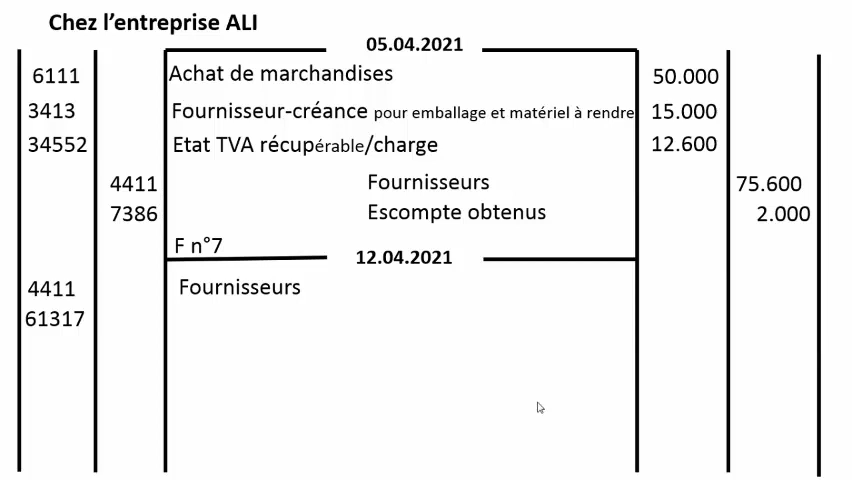 Chez l’entreprise ALI
05.04.2021
6111 Achat de marchandises 50.000
3413 Fournisseur-créance pour emballage et matériel à rendre 15.000
34552 Etat TVA récupérable/charge 12.600
4411 Fournisseurs 75.600
7386 Escompte obtenus 2.000
F n°7
12.04.2021
4411 Fournisseurs
61317